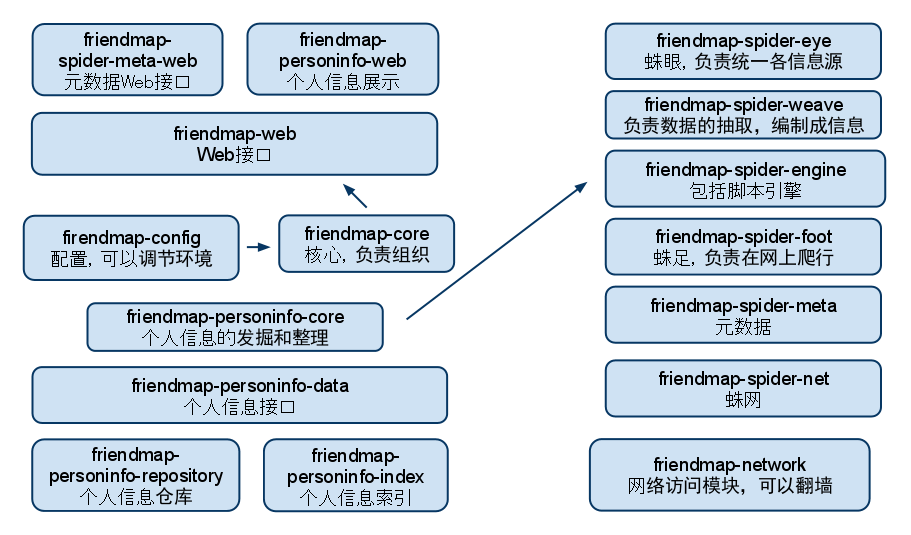 friendmap-
spider-meta-web
元数据Web接口
friendmap-
personinfo-web
个人信息展示
friendmap-web
Web接口
firendmap-config
配置, 可以调节环境
friendmap-core
核心, 负责组织
friendmap-personinfo-core
个人信息的发掘和整理
friendmap-personinfo-data
个人信息接口
friendmap-
personinfo-repository
个人信息仓库
friendmap-
personinfo-index
个人信息索引
friendmap-spider-eye
蛛眼, 负责统一各信息源
friendmap-spider-weave
负责数据的抽取，编制成信息
friendmap-spider-engine
包括脚本引擎
friendmap-spider-foot
蛛足, 负责在网上爬行
friendmap-spider-meta
元数据
friendmap-spider-net
蛛网
friendmap-network
网络访问模块，可以翻墙